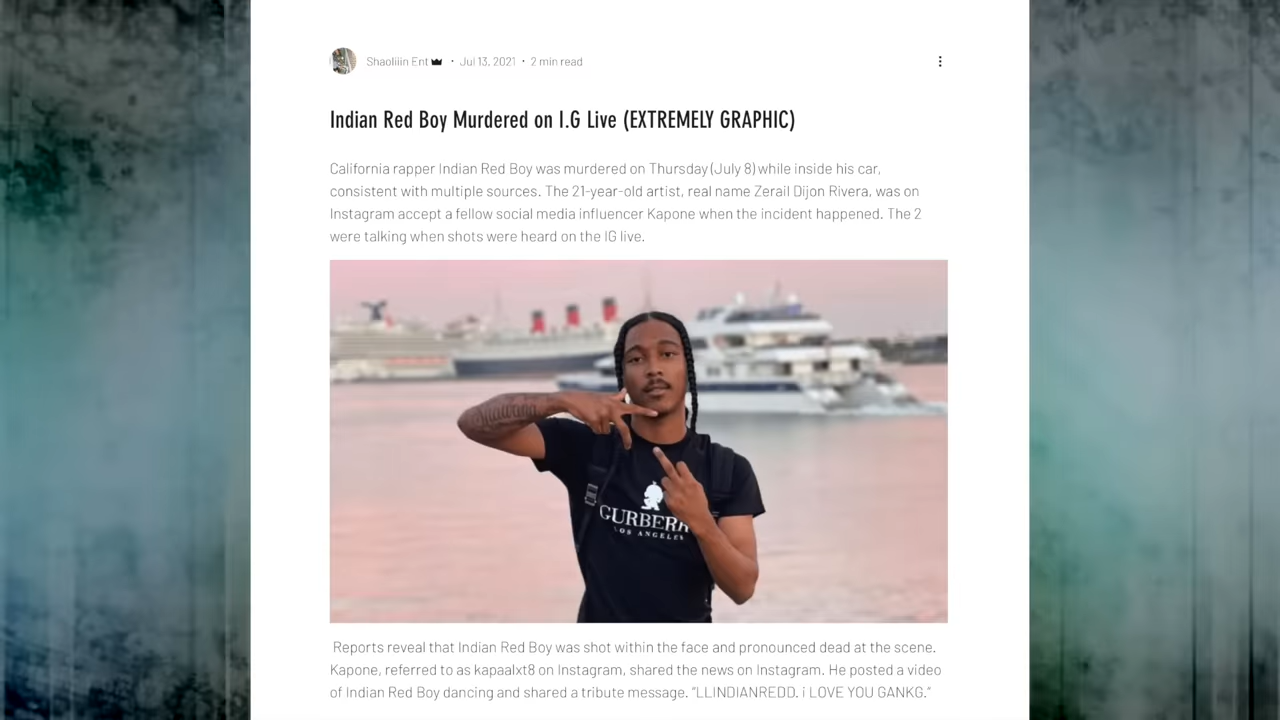 Shaoliiin Ent · Jul 13, 2021 · 2 min read
Indian Red Boy Murdered on I.G Live (EXTREMELY GRAPHIC)
California rapper Indian Red Boy was murdered on Thursday (July 8) while inside his car,
consistent with multiple sources. The 21-year-old artist, real name Zerail Dijon Rivera, was on
Instagram accept a fellow social media influencer Kapone when the incident happened. The 2
were talking when shots were heard on the IG live.
GURBERR
LOS ANGELES
Reports reveal that Indian Red Boy was shot within the face and pronounced dead at the scene.
Kapone, referred to as kapaalxt8 on Instagram, shared the news on Instagram. He posted a video
of Indian Red Boy dancing and shared a tribute message. “LLINDIANREDD. i LOVE YOU GANKG.”